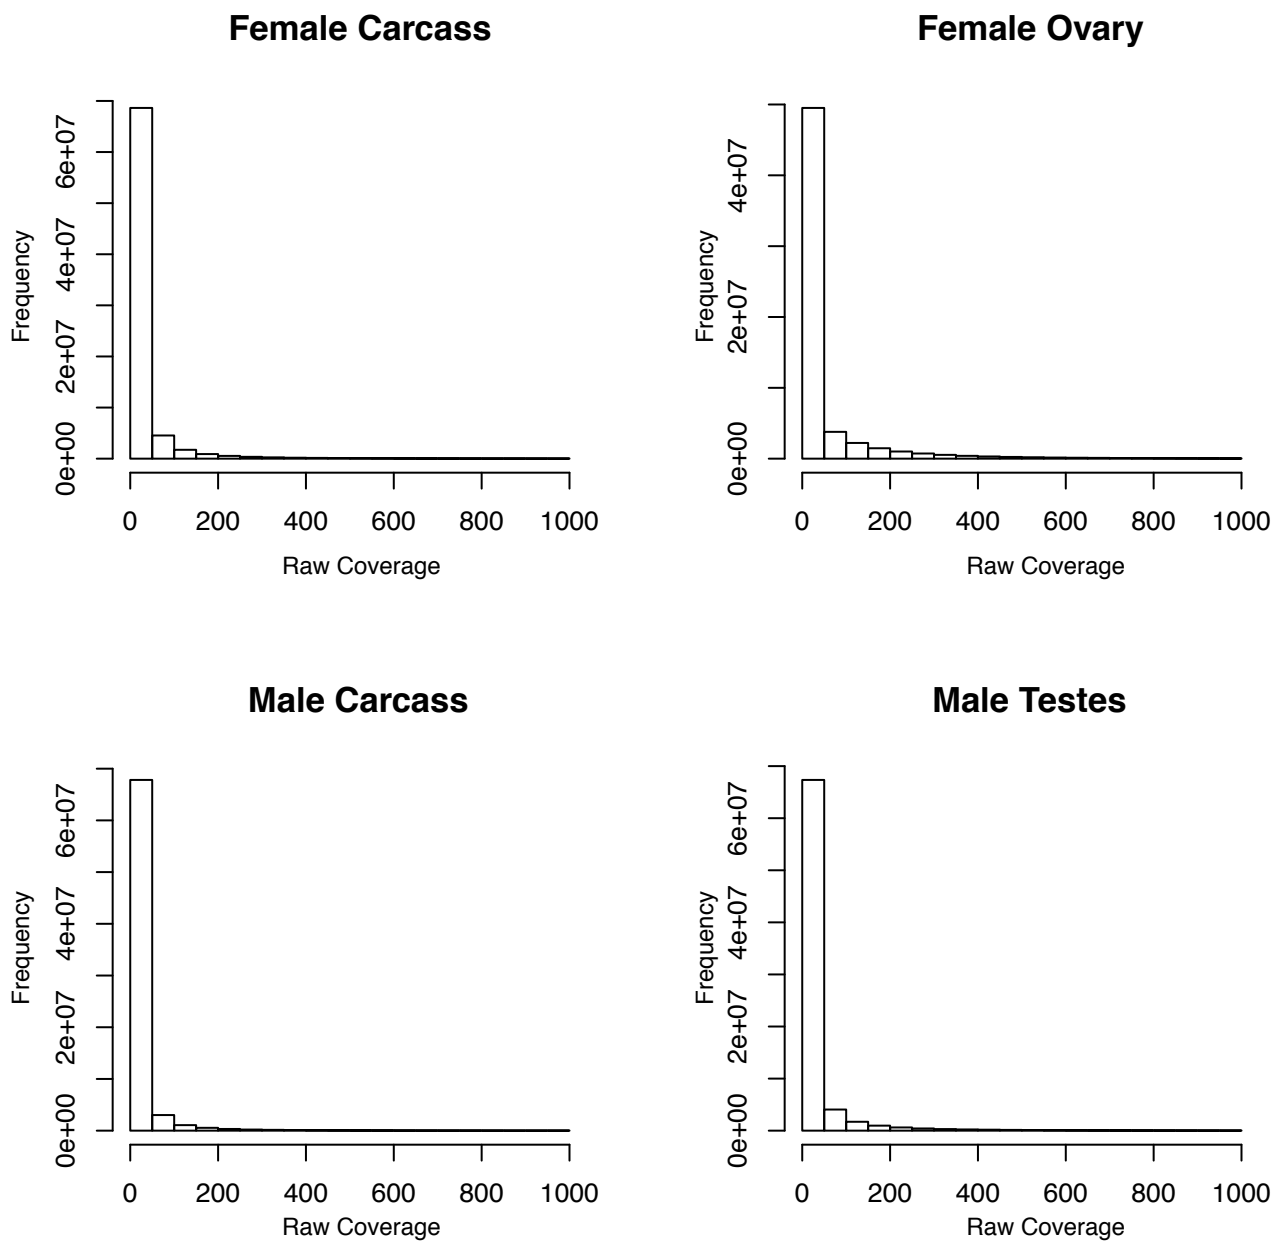 Female Carcass
Frequency
0e+00 2e+07 4e+07 6e+07
0 200 400 600 800 1000
Raw Coverage
Female Ovary
Frequency
0e+00 2e+07 4e+07
0 200 400 600 800 1000
Raw Coverage
Male Carcass
Frequency
0e+00 2e+07 4e+07 6e+07
0 200 400 600 800 1000
Raw Coverage
Male Testes
Frequency
0e+00 2e+07 4e+07 6e+07
0 200 400 600 800 1000
Raw Coverage